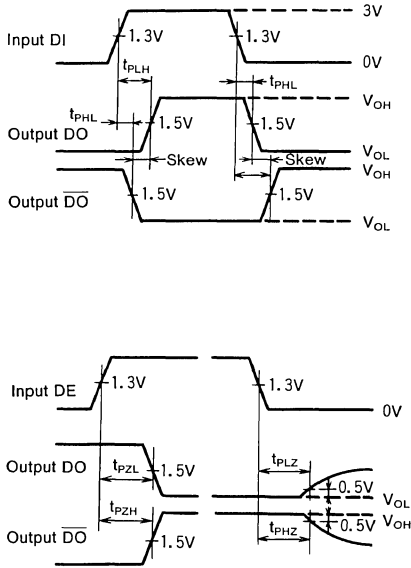 3V
Input DI
1.3V
1.3V
0V
tPLH
tPHL
VOH
tPHL
Output DO
1.5V
1.5V
Skew
Skew
VOL
VOH
Output D̅O̅
1.5V
1.5V
VOL
Input DE
1.3V
1.3V
0V
Output DO
tPZL
1.5V
tPLZ
0.5V
VOL
tPZH
VOH
Output D̅O̅
1.5V
tPHZ
0.5V